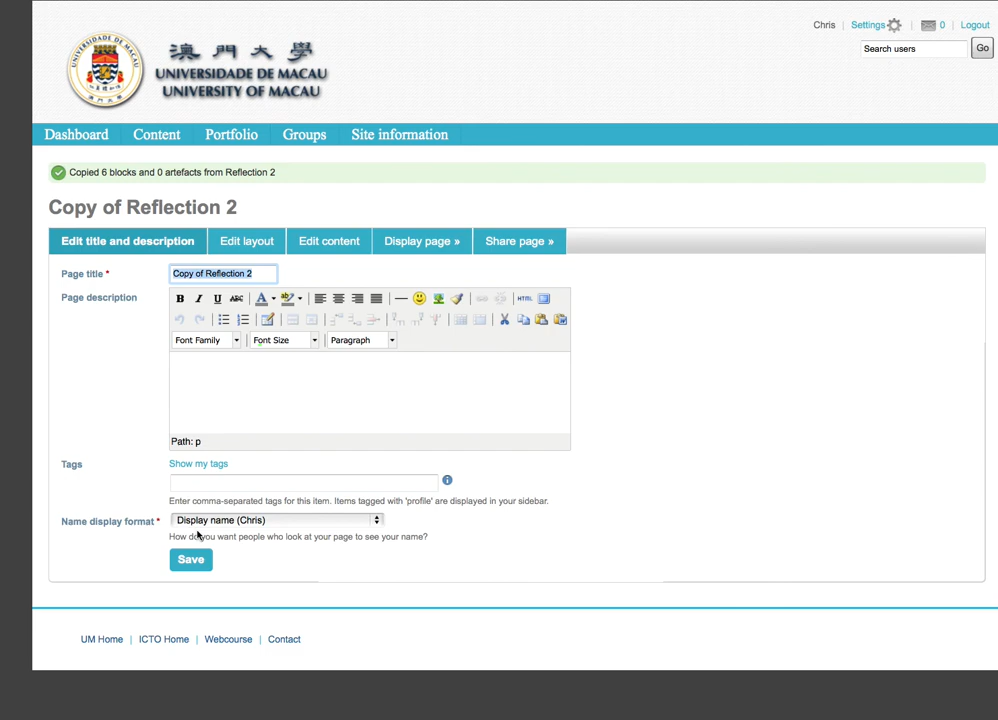 Chris | Settings | 0 | Logout
Search users Go
澳門大學
UNIVERSIDADE DE MACAU
UNIVERSITY OF MACAU
Dashboard Content Portfolio Groups Site information
Copied 6 blocks and 0 artefacts from Reflection 2
Copy of Reflection 2
Edit title and description Edit layout Edit content Display page » Share page »
Page title * Copy of Reflection 2
Page description
B I U ABC A ab HTML
Font Family Font Size Paragraph
Path: p
Tags Show my tags
Enter comma-separated tags for this item. Items tagged with 'profile' are displayed in your sidebar.
Name display format * Display name (Chris)
How do you want people who look at your page to see your name?
Save
UM Home | ICTO Home | Webcourse | Contact